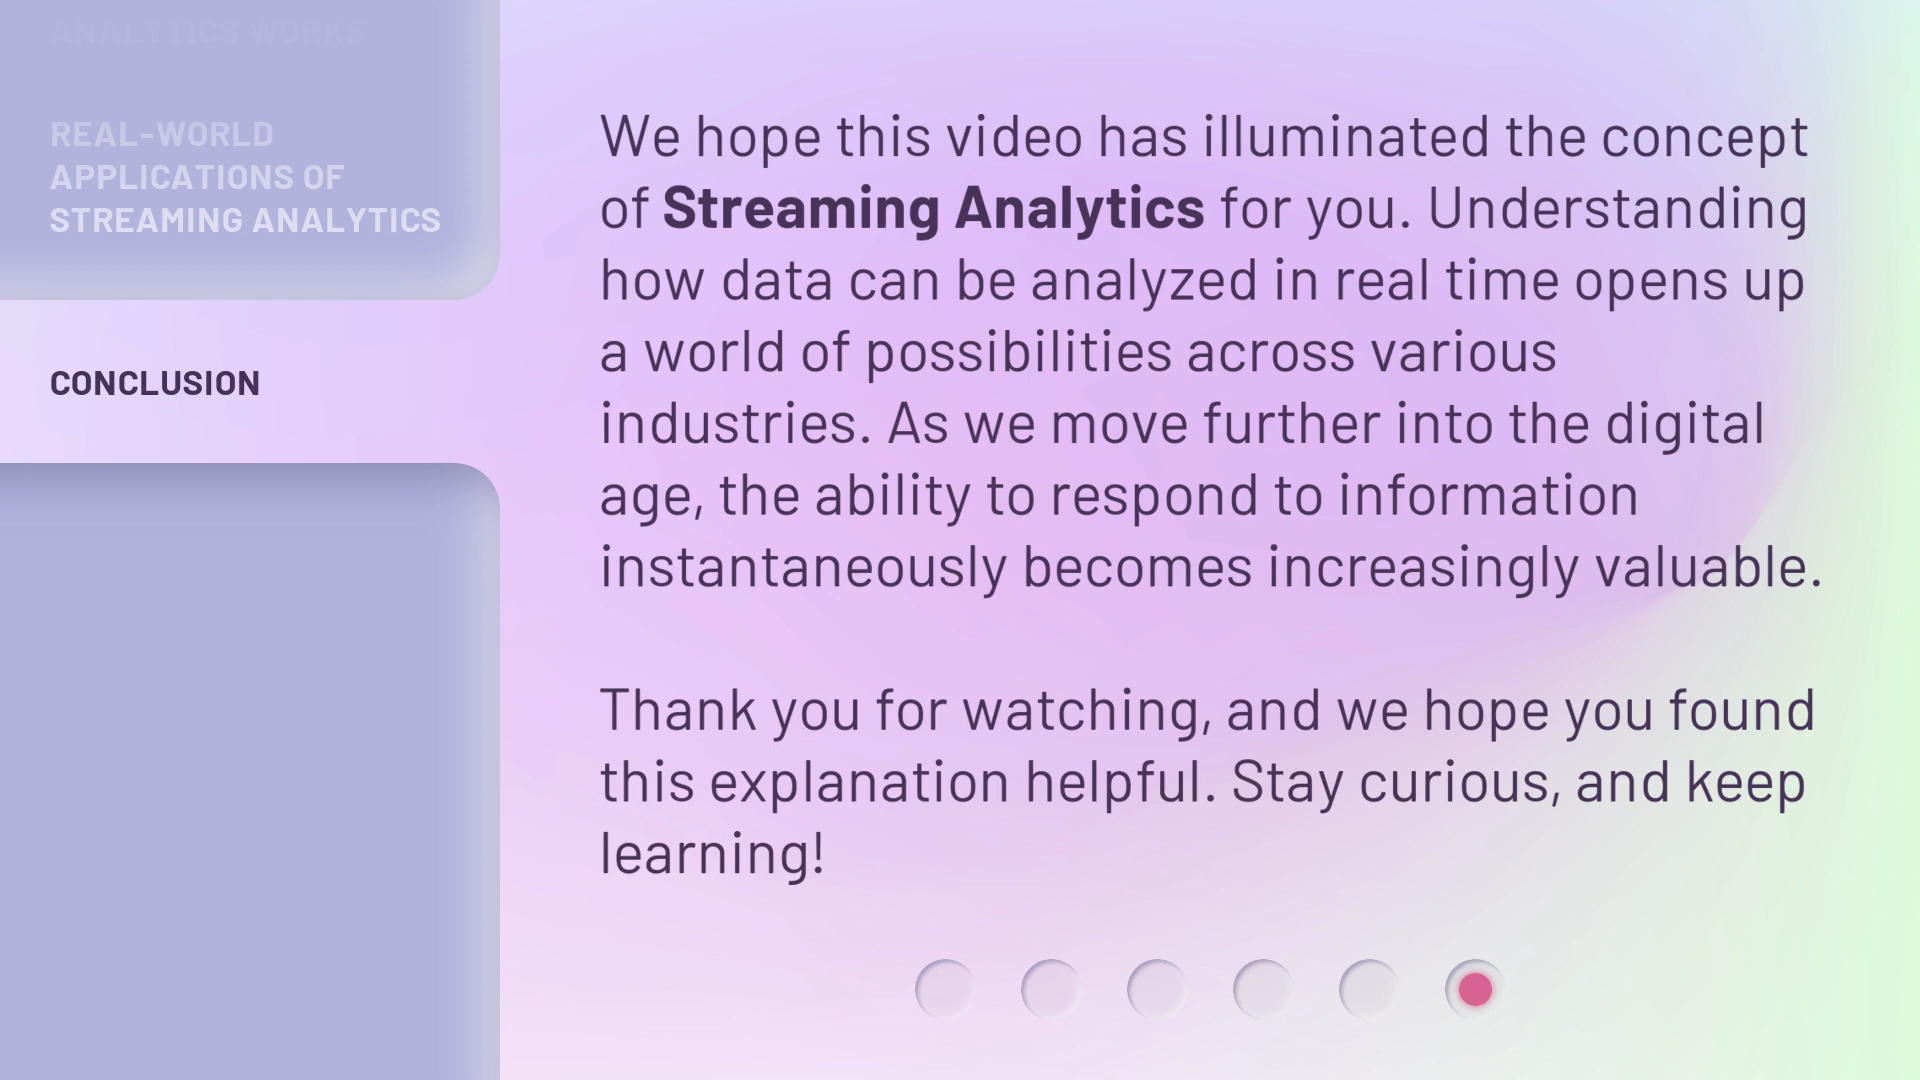 ANALYTICS WORKS
REAL-WORLD
APPLICATIONS OF
STREAMING ANALYTICS
CONCLUSION
We hope this video has illuminated the concept
of Streaming Analytics for you. Understanding
how data can be analyzed in real time opens up
a world of possibilities across various
industries. As we move further into the digital
age, the ability to respond to information
instantaneously becomes increasingly valuable.
Thank you for watching, and we hope you found
this explanation helpful. Stay curious, and keep
learning!